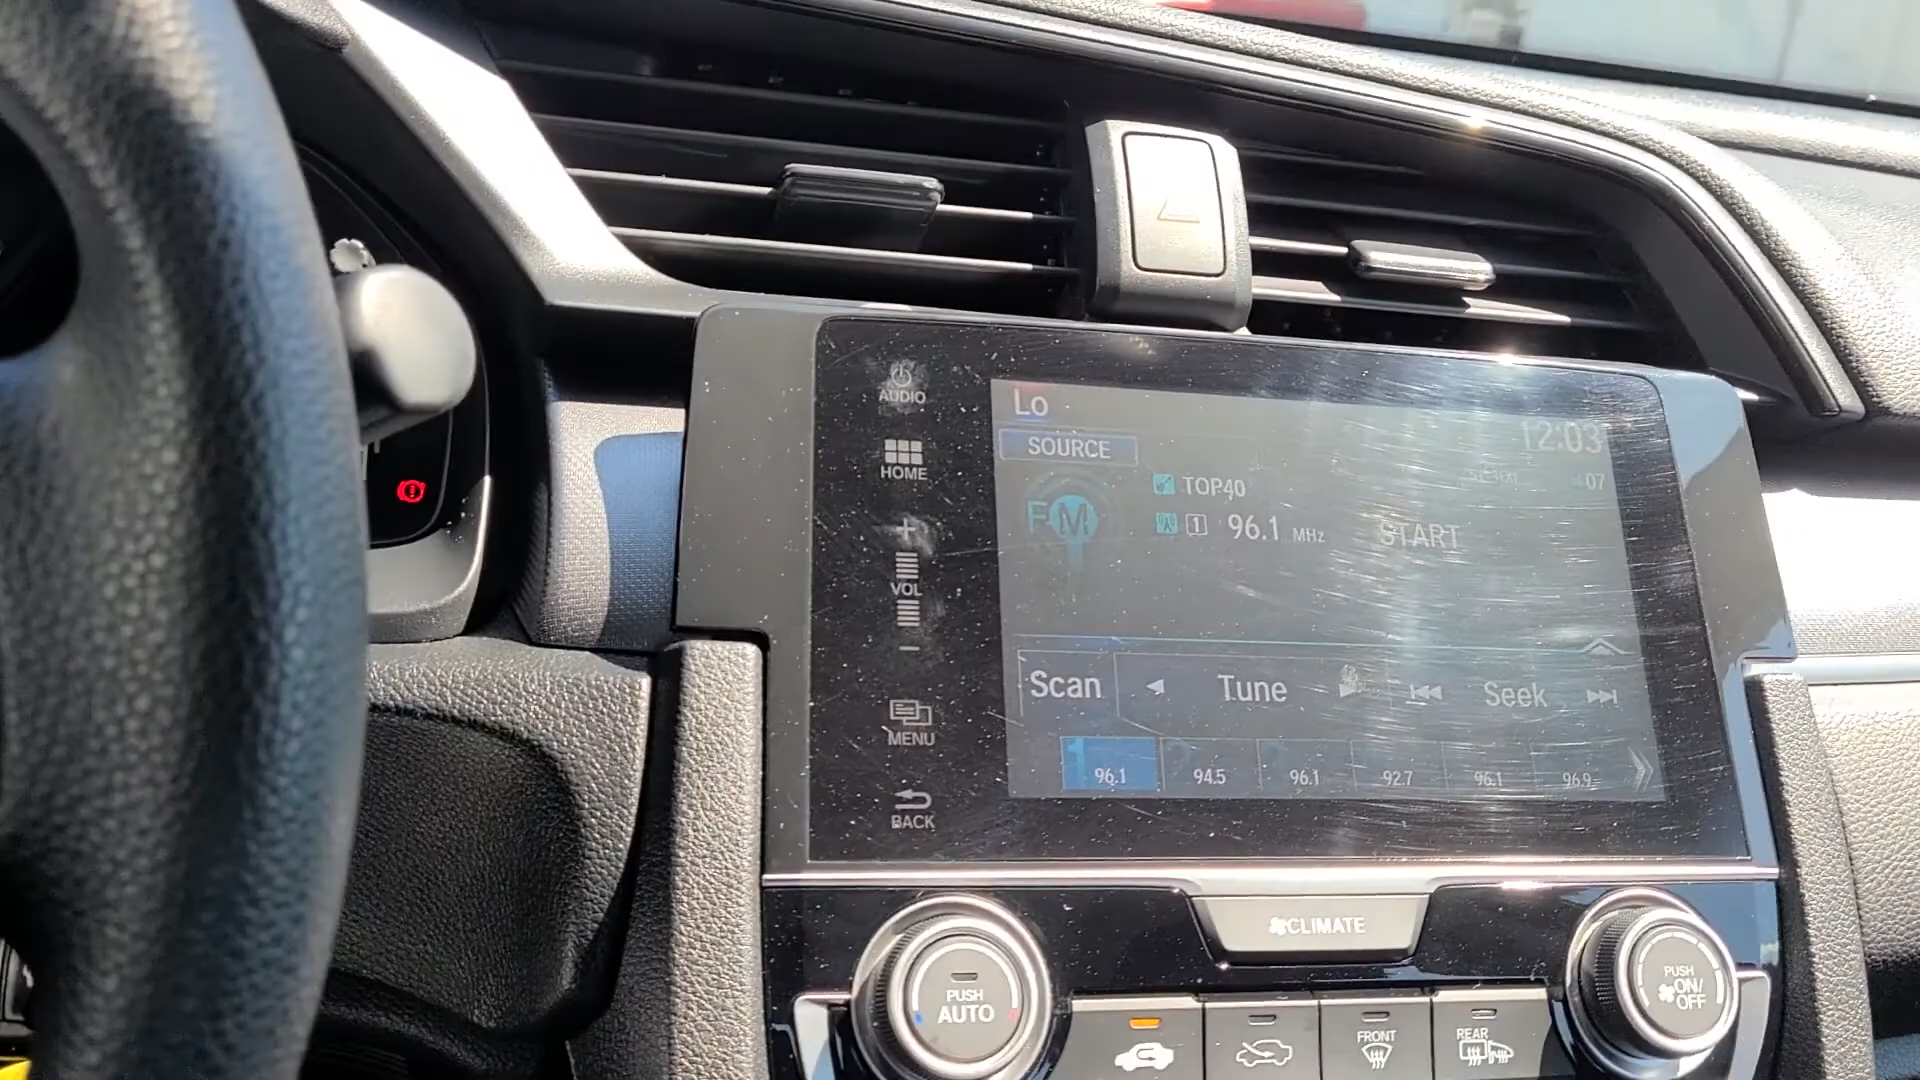 AUDIO
HOME
+
VOL
−
MENU
BACK
Lo
12:03
SOURCE
07
FM
TOP40
1 96.1 MHz
START
Scan
Tune
Seek
1
96.1
94.5
96.1
92.7
96.1
96.9
CLIMATE
PUSH
AUTO
FRONT
REAR
PUSH
ON/
OFF